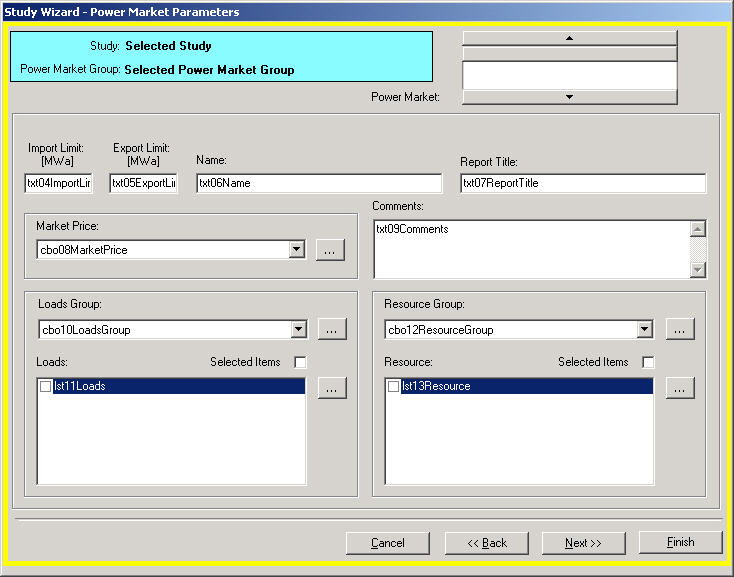 Study Wizard - Power Market Parameters
Study: Selected Study
Power Market Group: Selected Power Market Group
Power Market:
Import Limit: Export Limit:
[MWa] [MWa] Name: Report Title:
txt04ImportLir txt05ExportLir txt06Name txt07ReportTitle
Market Price: Comments:
cbo08MarketPrice ... txt09Comments
Loads Group: Resource Group:
cbo10LoadsGroup ... cbo12ResourceGroup ...
Loads: Selected Items Resource: Selected Items
lst11Loads ... lst13Resource ...
Cancel << Back Next >> Finish